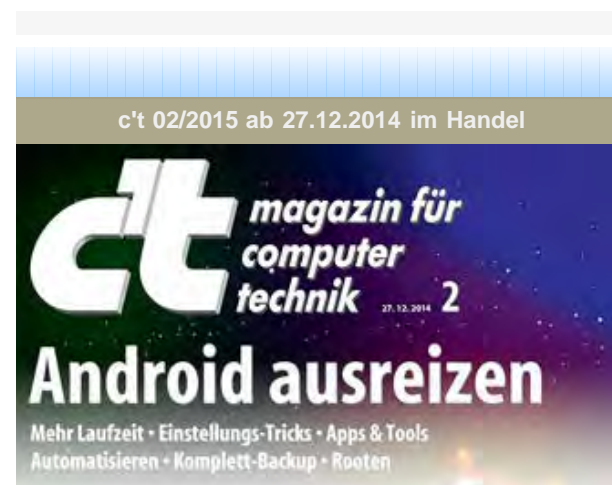 c't 02/2015 ab 27.12.2014 im Handel
c't
magazin für
computer
technik 27.12.2014 2
Android ausreizen
Mehr Laufzeit • Einstellungs-Tricks • Apps & Tools
Automatisieren • Komplett-Backup • Rooten